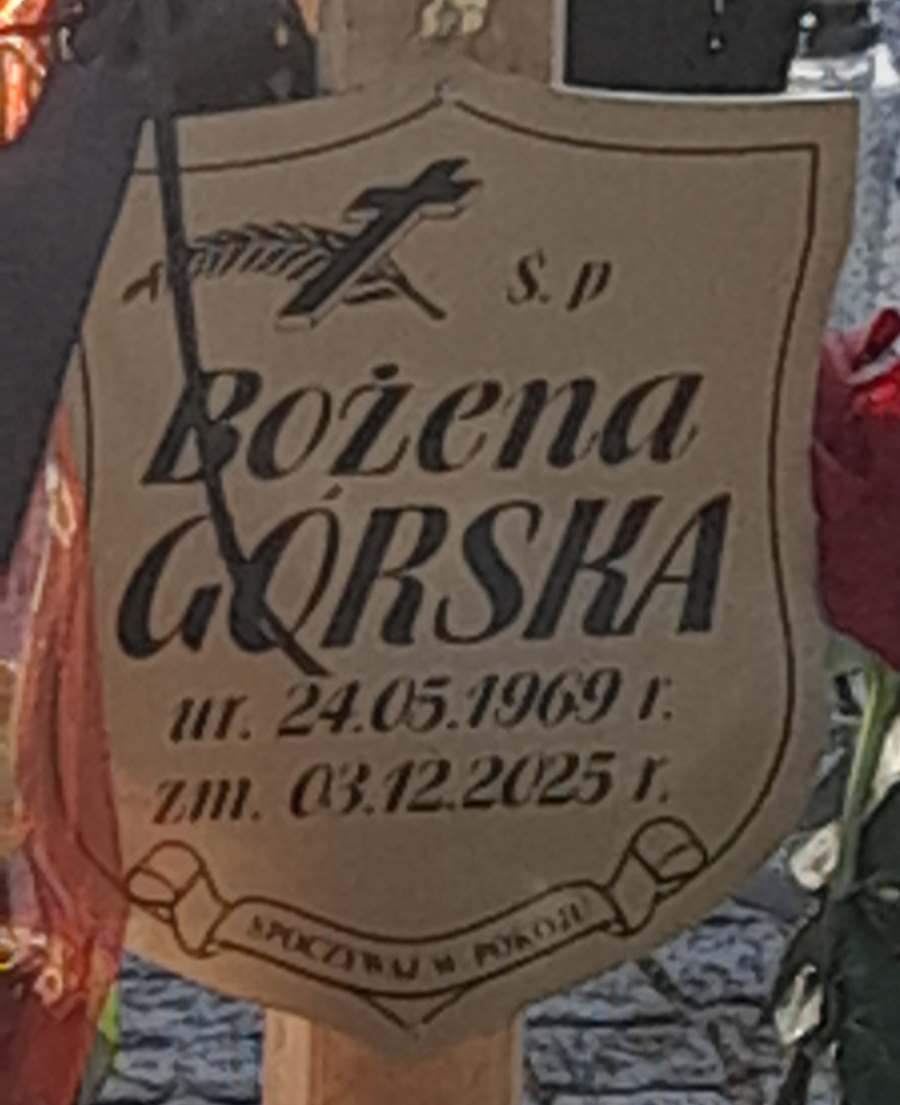 Ś.p
Bożena
GÓRSKA
ur. 24.05.1969 r.
zm. 03.12.2025 r.
SPOCZYWAJ W POKOJU